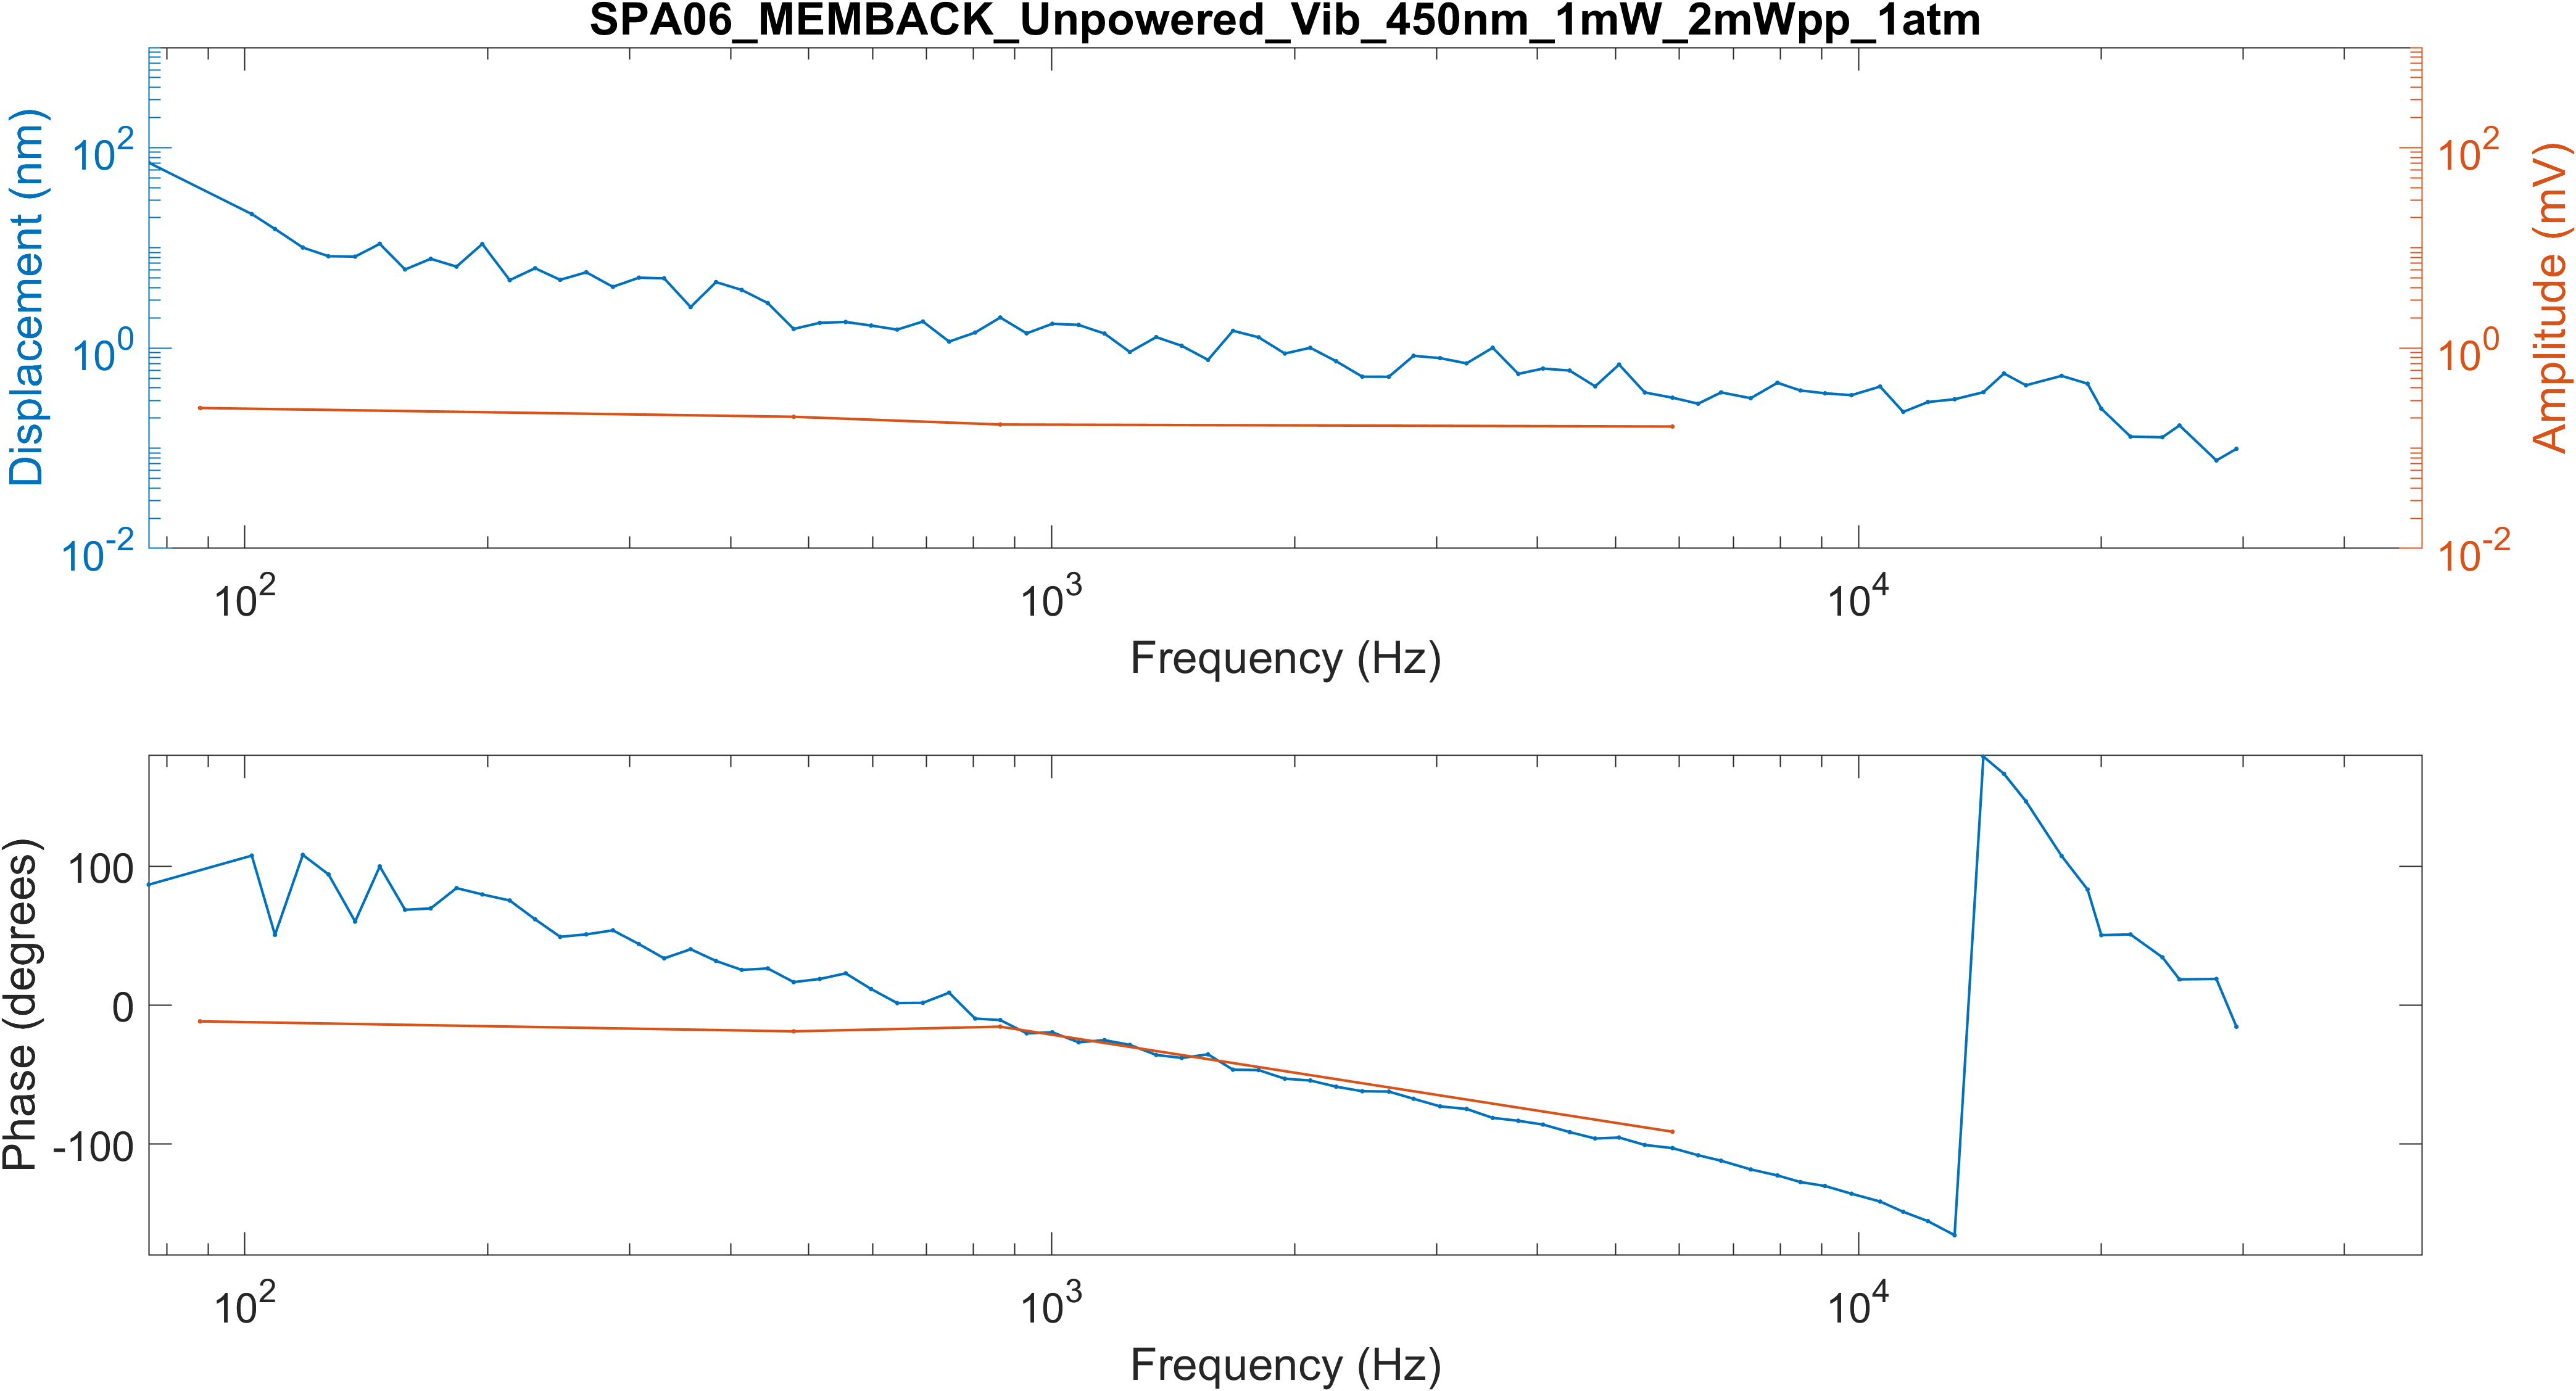 SPA06_MEMBACK_Unpowered_Vib_450nm_1mW_2mWpp_1atm
Displacement (nm)
10^2
10^0
10^-2
10^2
10^0
10^-2
Amplitude (mV)
10^2
10^3
10^4
Frequency (Hz)
Phase (degrees)
100
0
-100
10^2
10^3
10^4
Frequency (Hz)